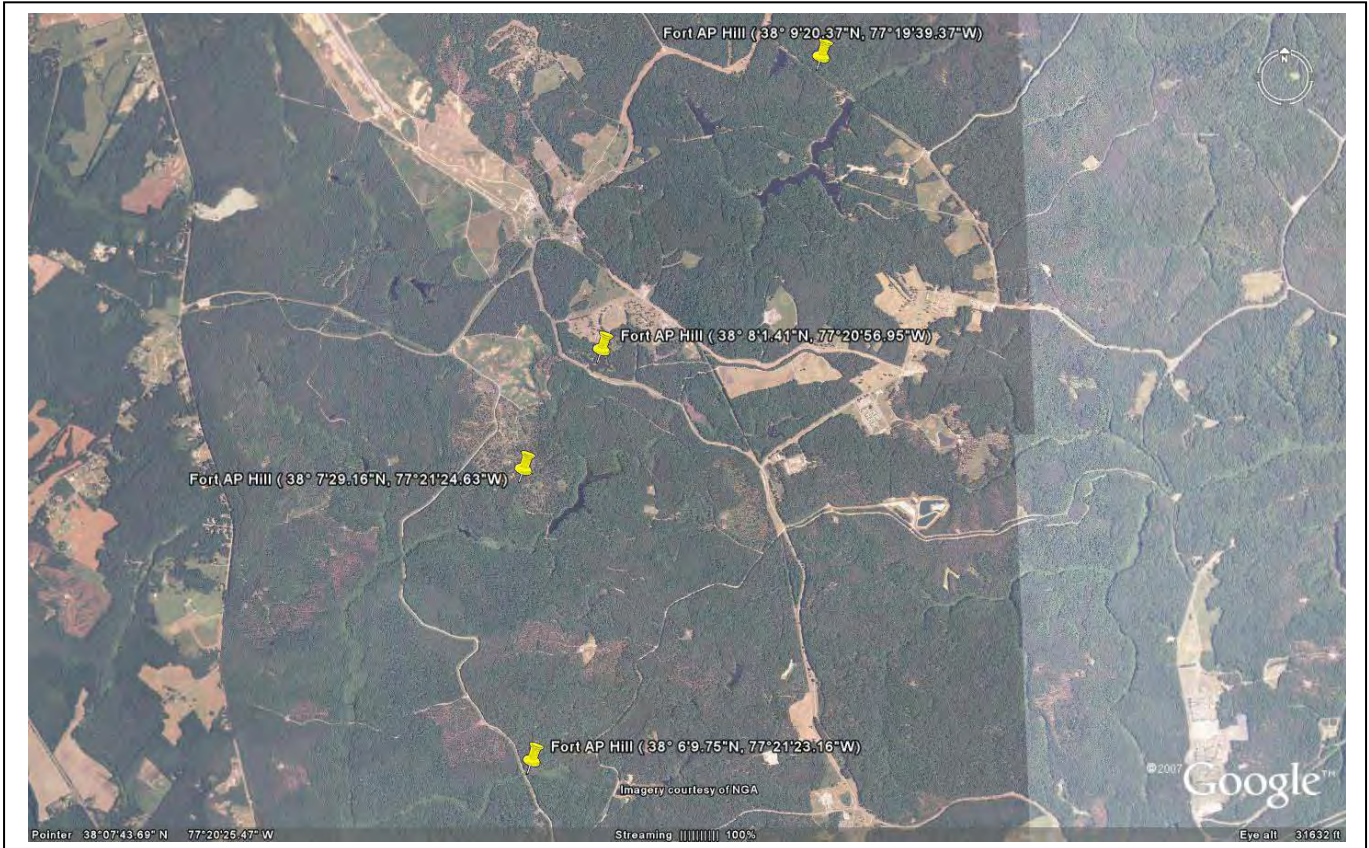 Fort AP Hill ( 38° 9'20.37"N, 77°19'39.37"W)
N
Fort AP Hill ( 38° 8'1.41"N, 77°20'56.95"W)
Fort AP Hill ( 38° 7'29.16"N, 77°21'24.63"W)
Fort AP Hill ( 38° 6'9.75"N, 77°21'23.16"W)
©2007 Google™
Imagery courtesy of NGA
Pointer 38°07'43.69" N 77°20'25.47" W Streaming |||||||||| 100% Eye alt 31632 ft